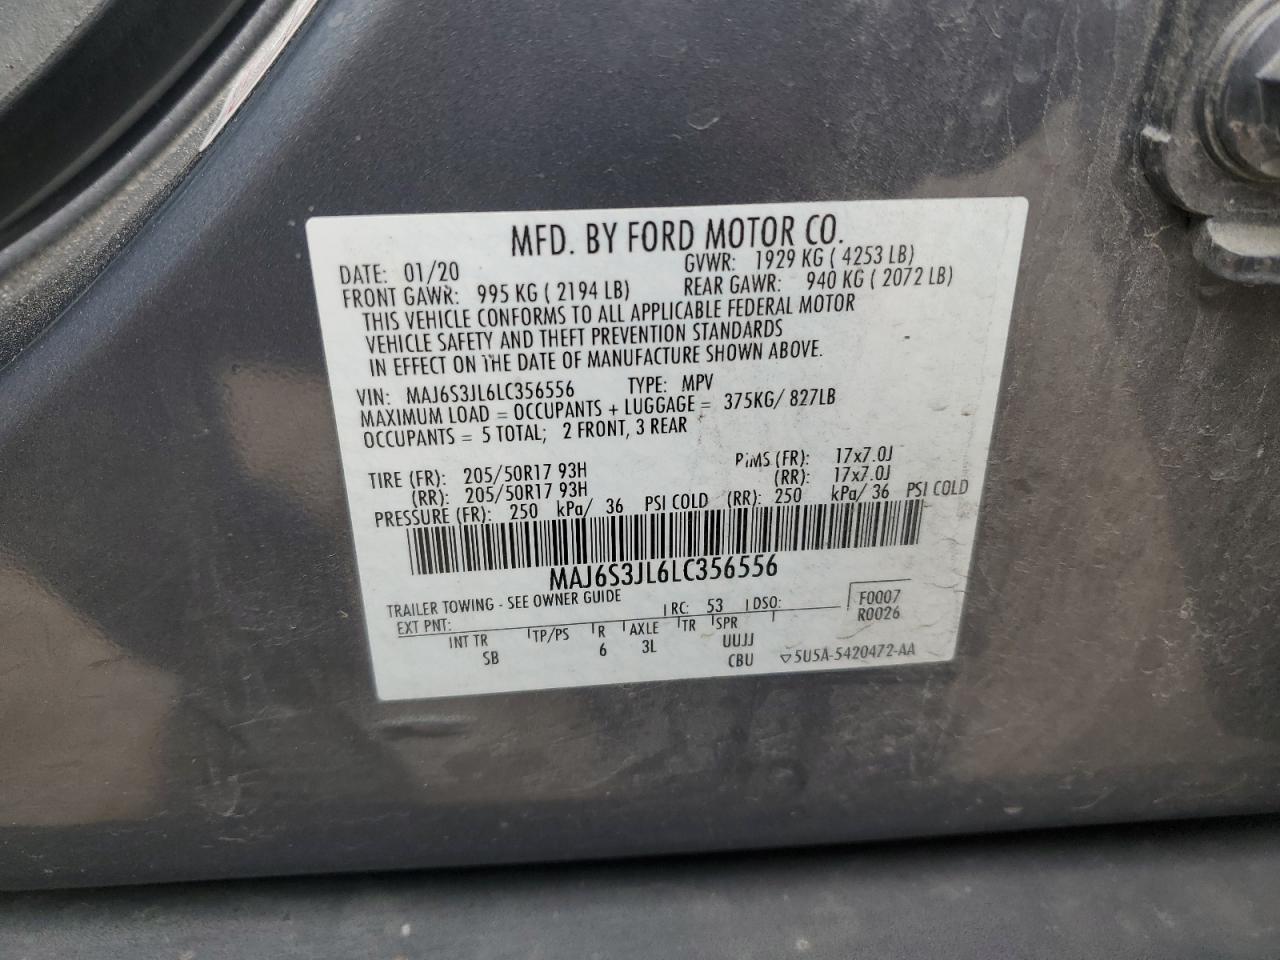 MFD. BY FORD MOTOR CO.
DATE: 01/20 GVWR: 1929 KG ( 4253 LB)
FRONT GAWR: 995 KG ( 2194 LB) REAR GAWR: 940 KG ( 2072 LB)
THIS VEHICLE CONFORMS TO ALL APPLICABLE FEDERAL MOTOR
VEHICLE SAFETY AND THEFT PREVENTION STANDARDS
IN EFFECT ON THE DATE OF MANUFACTURE SHOWN ABOVE.
VIN: MAJ6S3JL6LC356556 TYPE: MPV
MAXIMUM LOAD = OCCUPANTS + LUGGAGE = 375KG/ 827LB
OCCUPANTS = 5 TOTAL; 2 FRONT, 3 REAR
TIRE (FR): 205/50R17 93H RIMS (FR): 17x7.0J
(RR): 205/50R17 93H (RR): 17x7.0J
PRESSURE (FR): 250 kPa/ 36 PSI COLD (RR): 250 kPa/ 36 PSI COLD
MAJ6S3JL6LC356556
TRAILER TOWING - SEE OWNER GUIDE
EXT PNT: RC: 53 DSO: F0007
R0026
INT TR TP/PS R AXLE TR SPR
SB 6 3L UUJJ
CBU 5U5A-5420472-AA